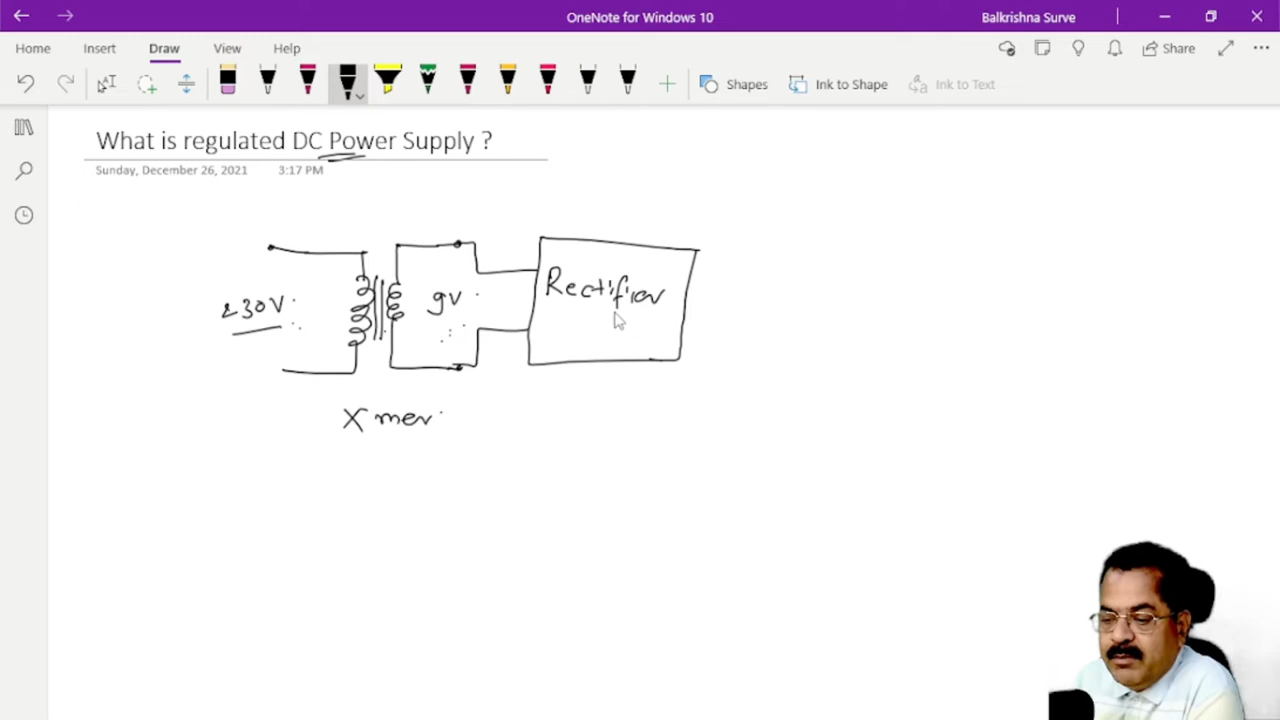 OneNote for Windows 10
Balkrishna Surve
Home Insert Draw View Help
Share
Shapes
Ink to Shape
Ink to Text
What is regulated DC Power Supply ?
Sunday, December 26, 2021 3:17 PM
230V
9V
Rectifier
Xmer